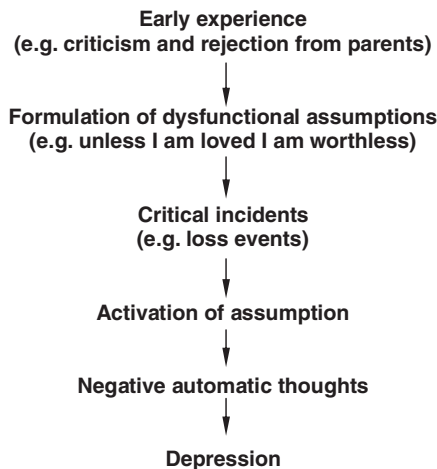 Early experience
(e.g. criticism and rejection from parents)
Formulation of dysfunctional assumptions
(e.g. unless I am loved I am worthless)
Critical incidents
(e.g. loss events)
Activation of assumption
Negative automatic thoughts
Depression